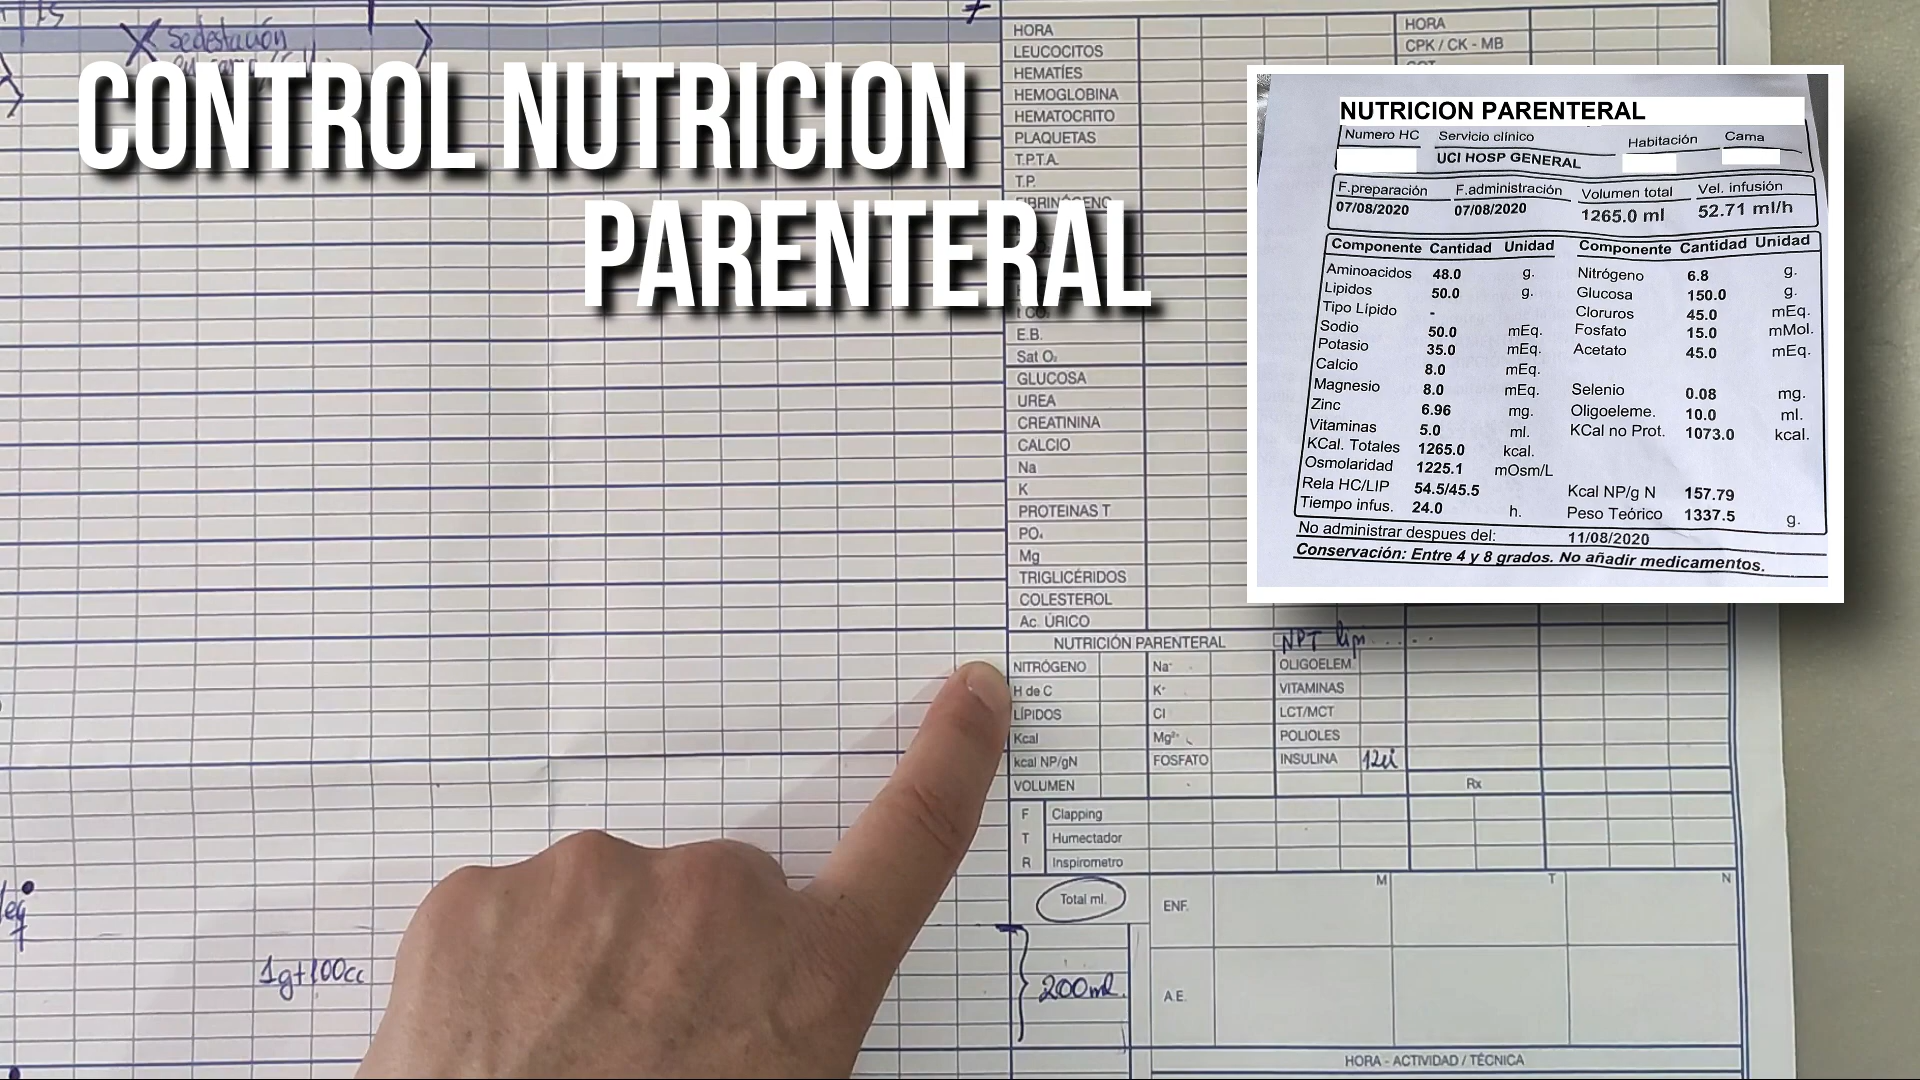 sedestación
CONTROL NUTRICION
PARENTERAL
HORA
LEUCOCITOS
HEMATÍES
HEMOGLOBINA
HEMATOCRITO
PLAQUETAS
T.P.T.A.
T.P.
FIBRINÓGENO
E.B.
Sat O₂
GLUCOSA
UREA
CREATININA
CALCIO
Na
K
PROTEINAS T
PO₄
Mg
TRIGLICÉRIDOS
COLESTEROL
Ac. ÚRICO
HORA
CPK / CK - MB
NUTRICION PARENTERAL
Numero HC Servicio clínico Habitación Cama
UCI HOSP GENERAL
F.preparación F.administración Volumen total Vel. infusión
07/08/2020 07/08/2020 1265.0 ml 52.71 ml/h
Componente Cantidad Unidad Componente Cantidad Unidad
Aminoacidos 48.0 g. Nitrógeno 6.8 g.
Lipidos 50.0 g. Glucosa 150.0 g.
Tipo Lípido - Cloruros 45.0 mEq.
Sodio 50.0 mEq. Fosfato 15.0 mMol.
Potasio 35.0 mEq. Acetato 45.0 mEq.
Calcio 8.0 mEq.
Magnesio 8.0 mEq. Selenio 0.08 mg.
Zinc 6.96 mg. Oligoeleme. 10.0 ml.
Vitaminas 5.0 ml. KCal no Prot. 1073.0 kcal.
KCal. Totales 1265.0 kcal.
Osmolaridad 1225.1 mOsm/L
Rela HC/LIP 54.5/45.5 Kcal NP/g N 157.79
Tiempo infus. 24.0 h. Peso Teórico 1337.5 g.
No administrar despues del: 11/08/2020
Conservación: Entre 4 y 8 grados. No añadir medicamentos.
NUTRICIÓN PARENTERAL NPT lip
NITRÓGENO Na⁺ OLIGOELEM
H de C K⁺ VITAMINAS
LÍPIDOS Cl LCT/MCT
Kcal Mg²⁺ POLIOLES
kcal NP/gN FOSFATO INSULINA 12ui
VOLUMEN Rx
F Clapping
T Humectador
R Inspirometro
Total ml. ENF. M T N
1g+100cc
200ml. A.E.
HORA - ACTIVIDAD / TÉCNICA